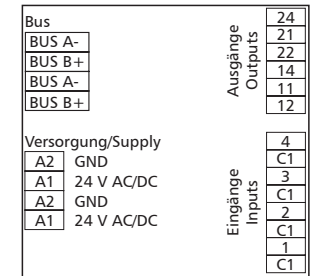 Bus
BUS A-
BUS B+
BUS A-
BUS B+
Versorgung/Supply
A2 GND
A1 24 V AC/DC
A2 GND
A1 24 V AC/DC
Ausgänge
Outputs
24
21
22
14
11
12
Eingänge
Inputs
4
C1
3
C1
2
C1
1
C1